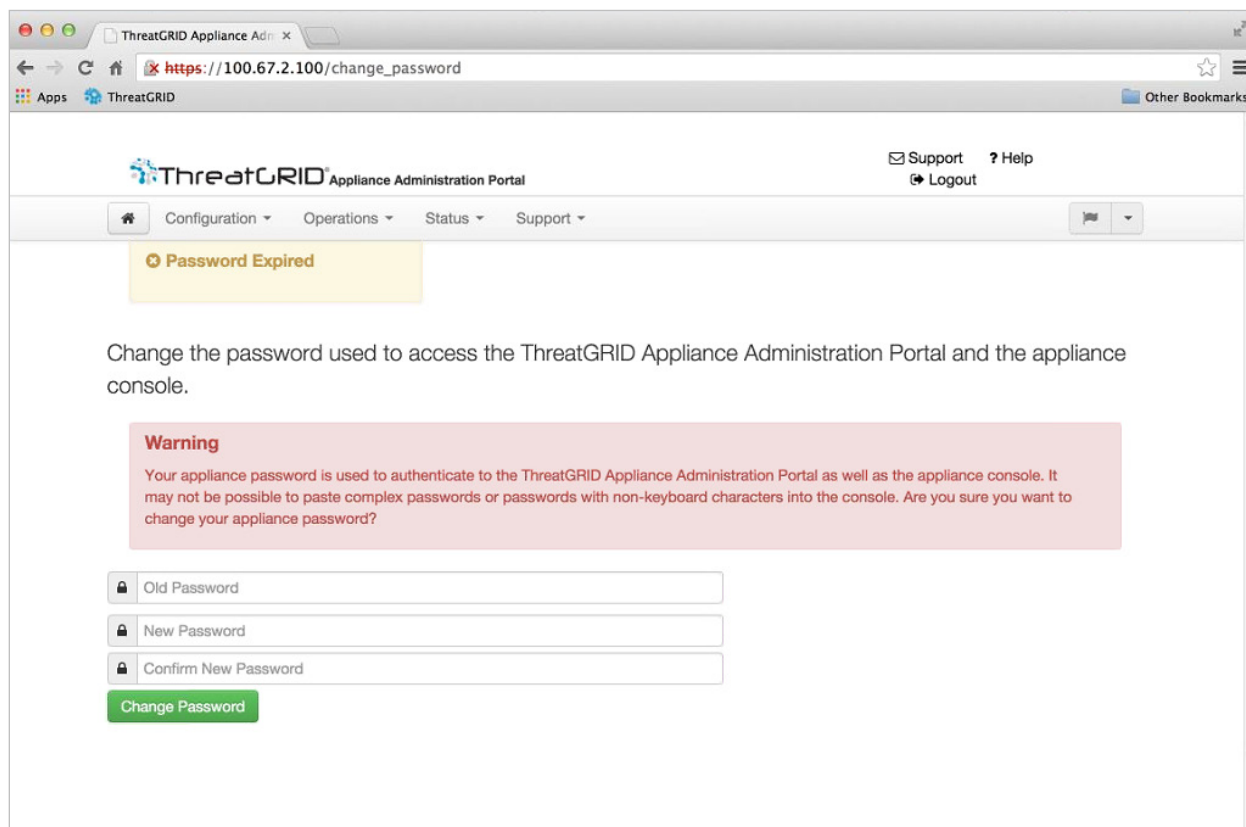 ThreatGRID Appliance Adn
https://100.67.2.100/change_password
Apps ThreatGRID Other Bookmarks
ThreatGRID Appliance Administration Portal
Support ? Help
Logout
Configuration Operations Status Support
Password Expired
Change the password used to access the ThreatGRID Appliance Administration Portal and the appliance
console.
Warning
Your appliance password is used to authenticate to the ThreatGRID Appliance Administration Portal as well as the appliance console. It
may not be possible to paste complex passwords or passwords with non-keyboard characters into the console. Are you sure you want to
change your appliance password?
Old Password
New Password
Confirm New Password
Change Password